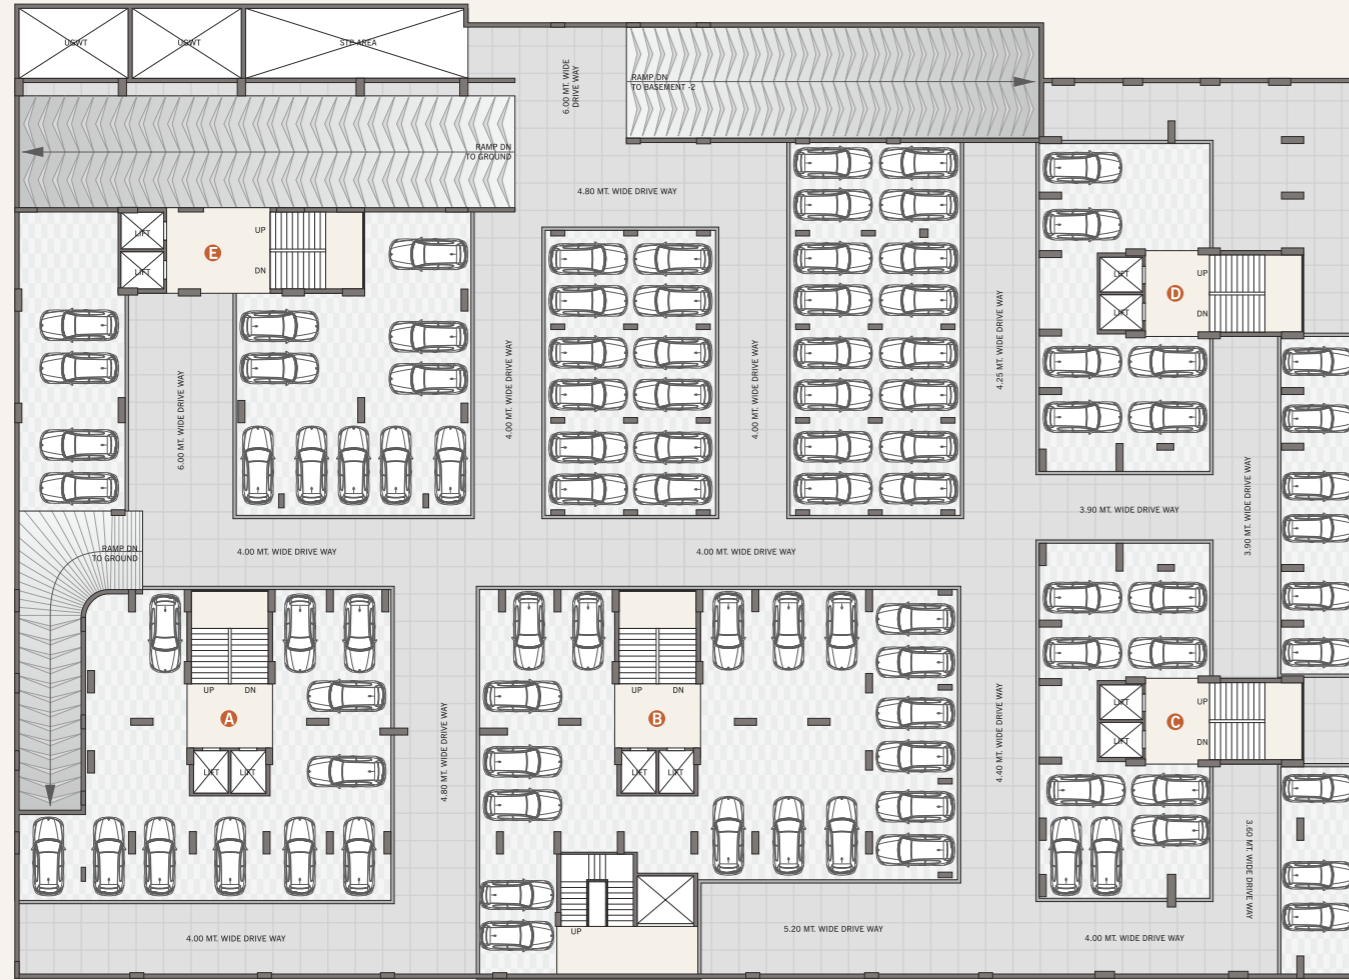 UGWT
UGWT
STP AREA
6.00 MT. WIDE
DRIVE WAY
RAMP DN
TO BASEMENT -2
RAMP DN
TO GROUND
4.80 MT. WIDE DRIVE WAY
LIFT
LIFT
E
UP
DN
LIFT
LIFT
D
UP
DN
6.00 MT. WIDE DRIVE WAY
4.00 MT. WIDE DRIVE WAY
4.00 MT. WIDE DRIVE WAY
4.25 MT. WIDE DRIVE WAY
3.90 MT. WIDE DRIVE WAY
3.90 MT. WIDE DRIVE WAY
RAMP DN
TO GROUND
4.00 MT. WIDE DRIVE WAY
4.00 MT. WIDE DRIVE WAY
UP
DN
A
LIFT
LIFT
4.80 MT. WIDE DRIVE WAY
UP
DN
B
LIFT
LIFT
4.40 MT. WIDE DRIVE WAY
LIFT
LIFT
C
UP
DN
3.60 MT. WIDE DRIVE WAY
UP
4.00 MT. WIDE DRIVE WAY
5.20 MT. WIDE DRIVE WAY
4.00 MT. WIDE DRIVE WAY